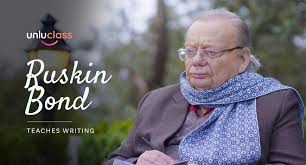 unluclass
Ruskin
Bond
TEACHES WRITING